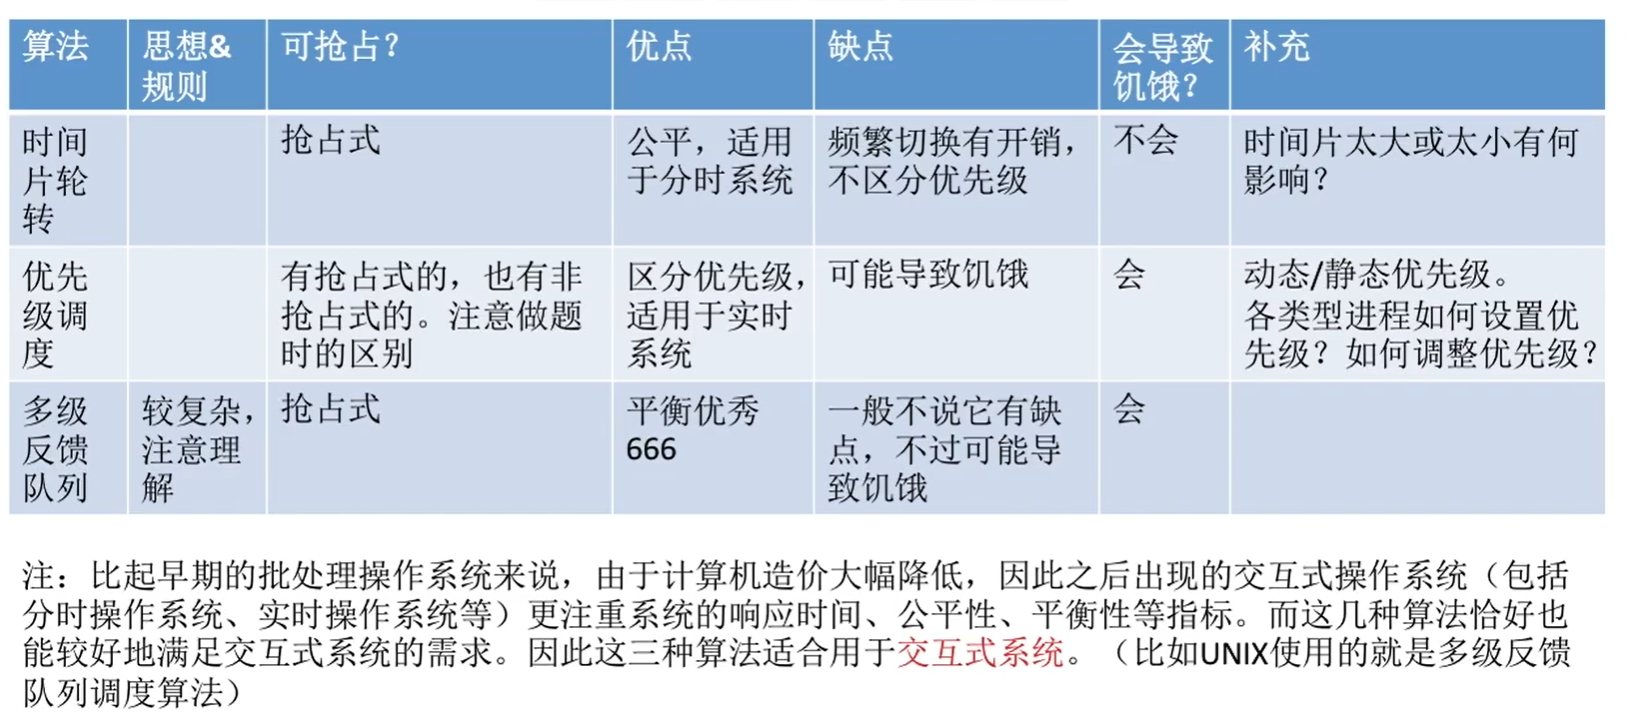 算法
思想&
规则
可抢占？
优点
缺点
会导致
饥饿？
补充
时间
片轮
转
抢占式
公平，适用
于分时系统
频繁切换有开销，
不区分优先级
不会
时间片太大或太小有何
影响？
优先
级调
度
有抢占式的，也有非
抢占式的。注意做题
时的区别
区分优先级，
适用于实时
系统
可能导致饥饿
会
动态/静态优先级。
各类型进程如何设置优
先级？如何调整优先级？
多级
反馈
队列
较复杂，
注意理
解
抢占式
平衡优秀
666
一般不说它有缺
点，不过可能导
致饥饿
会
注：比起早期的批处理操作系统来说，由于计算机造价大幅降低，因此之后出现的交互式操作系统（包括
分时操作系统、实时操作系统等）更注重系统的响应时间、公平性、平衡性等指标。而这几种算法恰好也
能较好地满足交互式系统的需求。因此这三种算法适合用于交互式系统。（比如UNIX使用的就是多级反馈
队列调度算法）